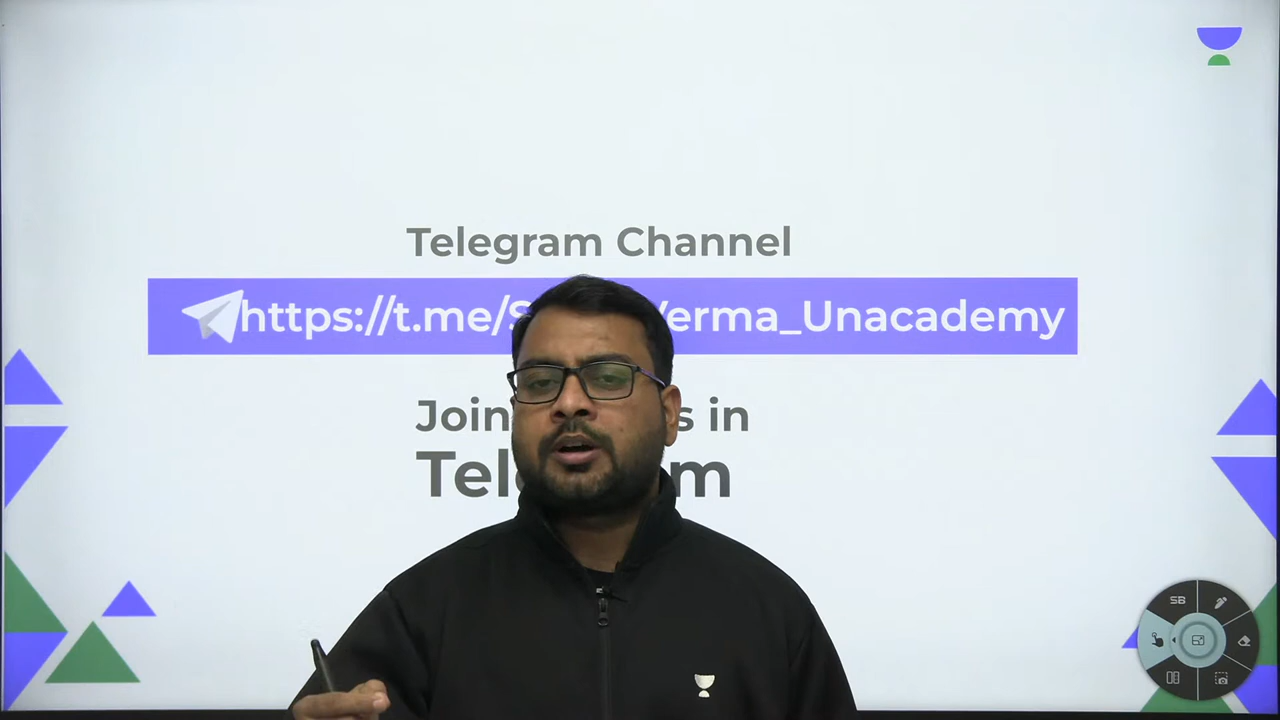 Telegram Channel
https://t.me/S erma_Unacademy
Join s in
Tel m
SB